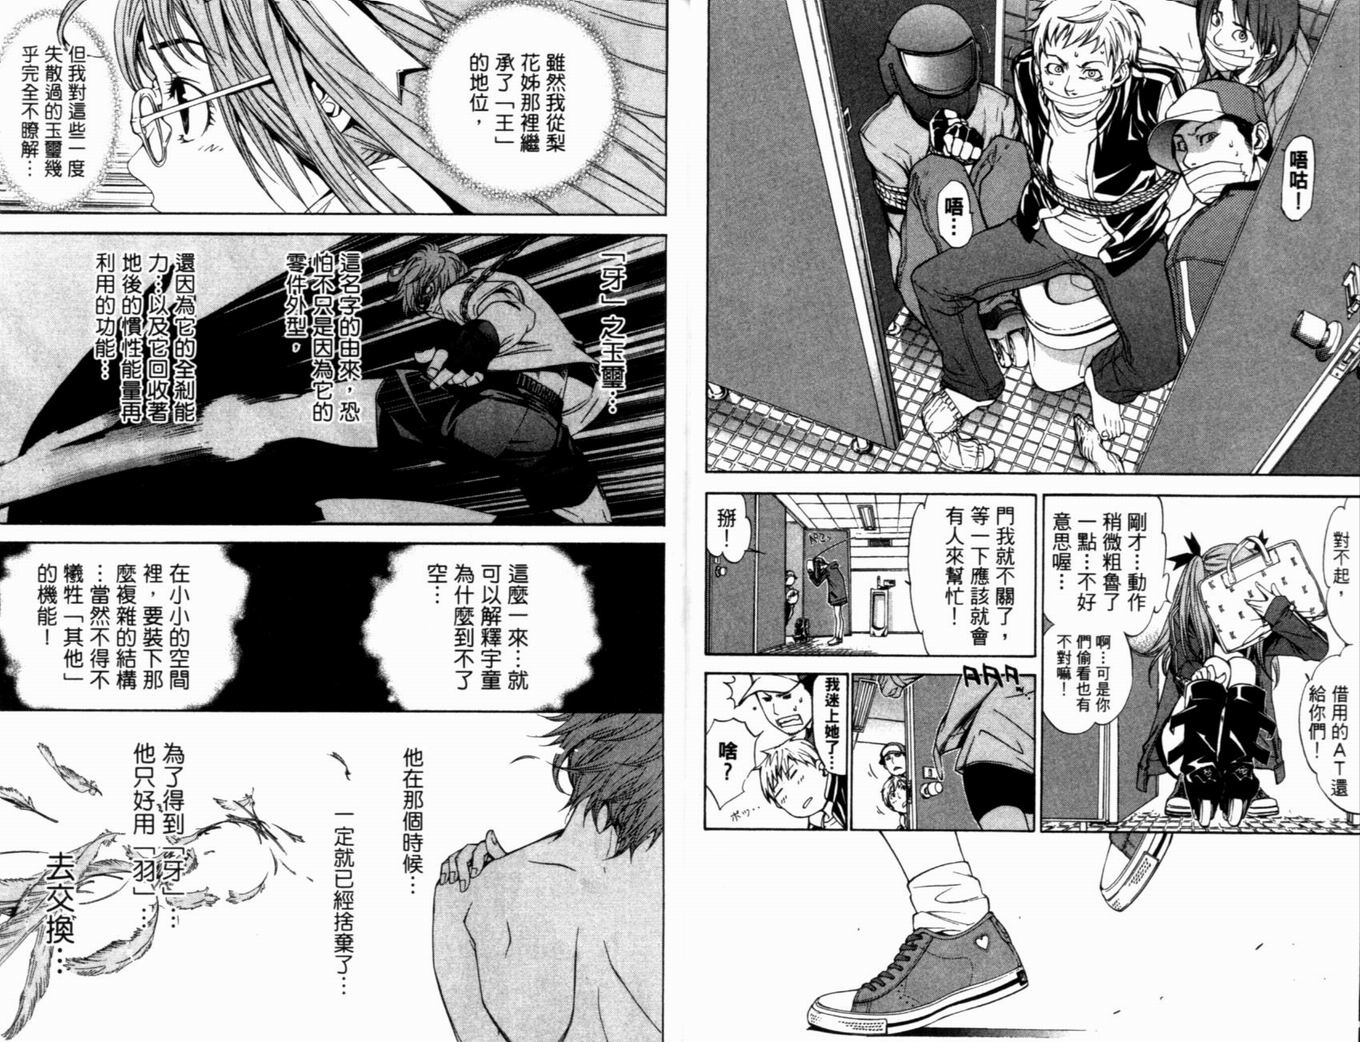 唔咕！
唔…
對不起，
借用的AT還
給你們！
剛才…動作
稍微粗魯了
一點…不好
意思喔…
啊…可是你
們偷看也有
不對嘛！
門我就不關了，
等一下應該就會
有人來幫忙！
掰！
我迷上她了…
啥？
ポッ…
雖然我從梨
花姊那裡繼
承了「王」
的地位，
但我對這些一度
失散過的玉璽幾
乎完全不瞭解…
「牙」之玉璽…
這名字的由來，恐
怕不只是因為它的
零件外型，
還因為它的全剎能
力…以及它回收著
地後的慣性能量再
利用的功能…
這麼一來…就
可以解釋宇童
為什麼到不了
空…
在小小的空間
裡，要裝下那
麼複雜的結構
…當然不得不
犧牲「其他」
的機能！
他在那個時候…
一定就已經捨棄了…
為了得到「牙」…
他只好用「羽」…
去交換…